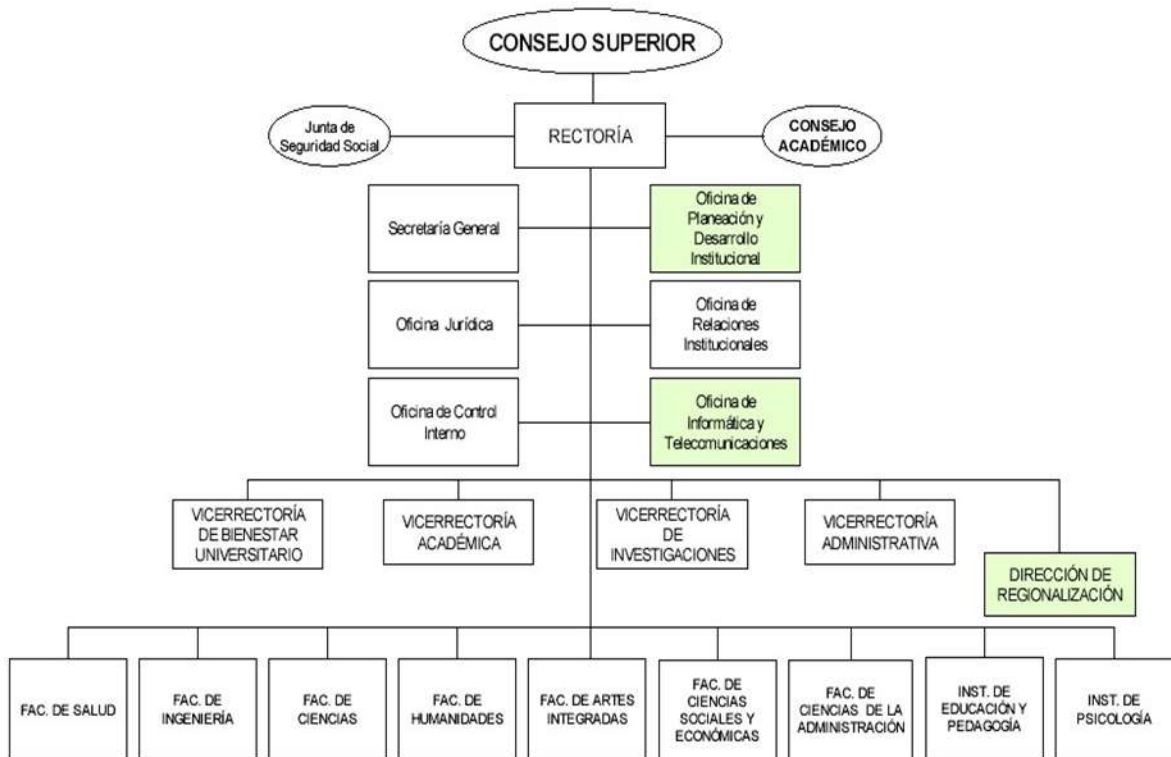 CONSEJO SUPERIOR
Junta de
Seguridad Social
RECTORÍA
CONSEJO
ACADÉMICO
Secretaría General
Oficina de
Planeación y
Desarrollo
Institucional
Oficina Jurídica
Oficina de
Relaciones
Institucionales
Oficina de Control
Interno
Oficina de
Informática y
Telecomunicaciones
VICERRECTORÍA
DE BIENESTAR
UNIVERSITARIO
VICERRECTORÍA
ACADÉMICA
VICERRECTORÍA
DE
INVESTIGACIONES
VICERRECTORÍA
ADMINISTRATIVA
DIRECCIÓN DE
REGIONALIZACIÓN
FAC. DE SALUD
FAC. DE
INGENIERÍA
FAC. DE
CIENCIAS
FAC. DE
HUMANIDADES
FAC. DE ARTES
INTEGRADAS
FAC. DE
CIENCIAS
SOCIALES Y
ECONÓMICAS
FAC. DE
CIENCIAS DE LA
ADMINISTRACIÓN
INST. DE
EDUCACIÓN Y
PEDAGOGÍA
INST. DE
PSICOLOGÍA